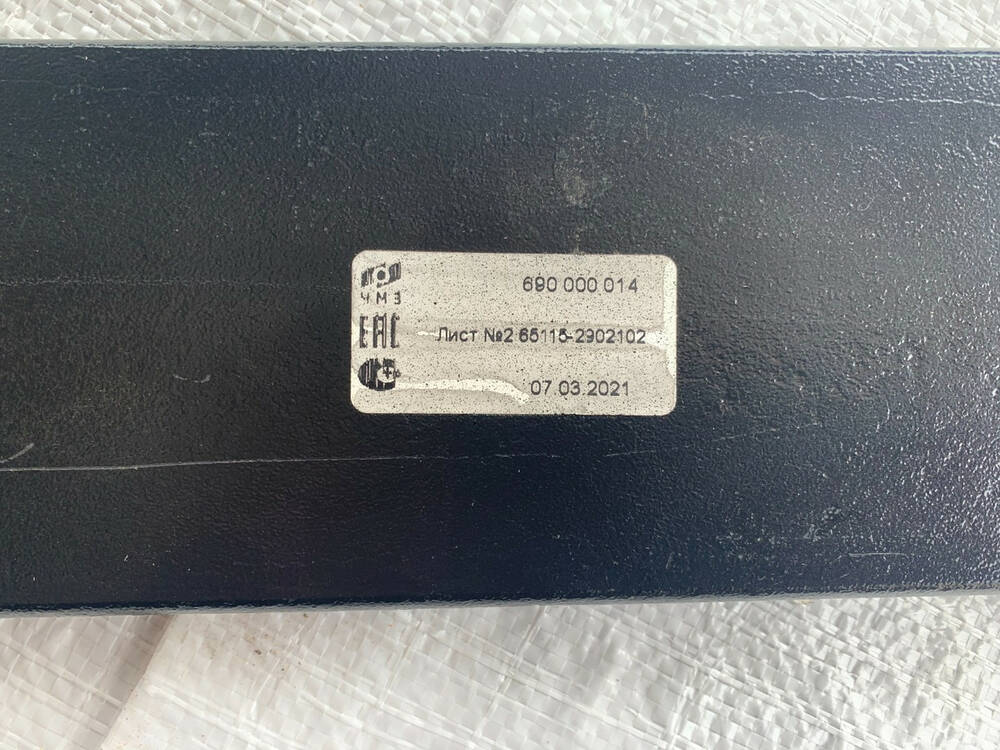 690 000 014
ЧМЗ
ЕАС
Лист №2 65115-2902102
07.03.2021